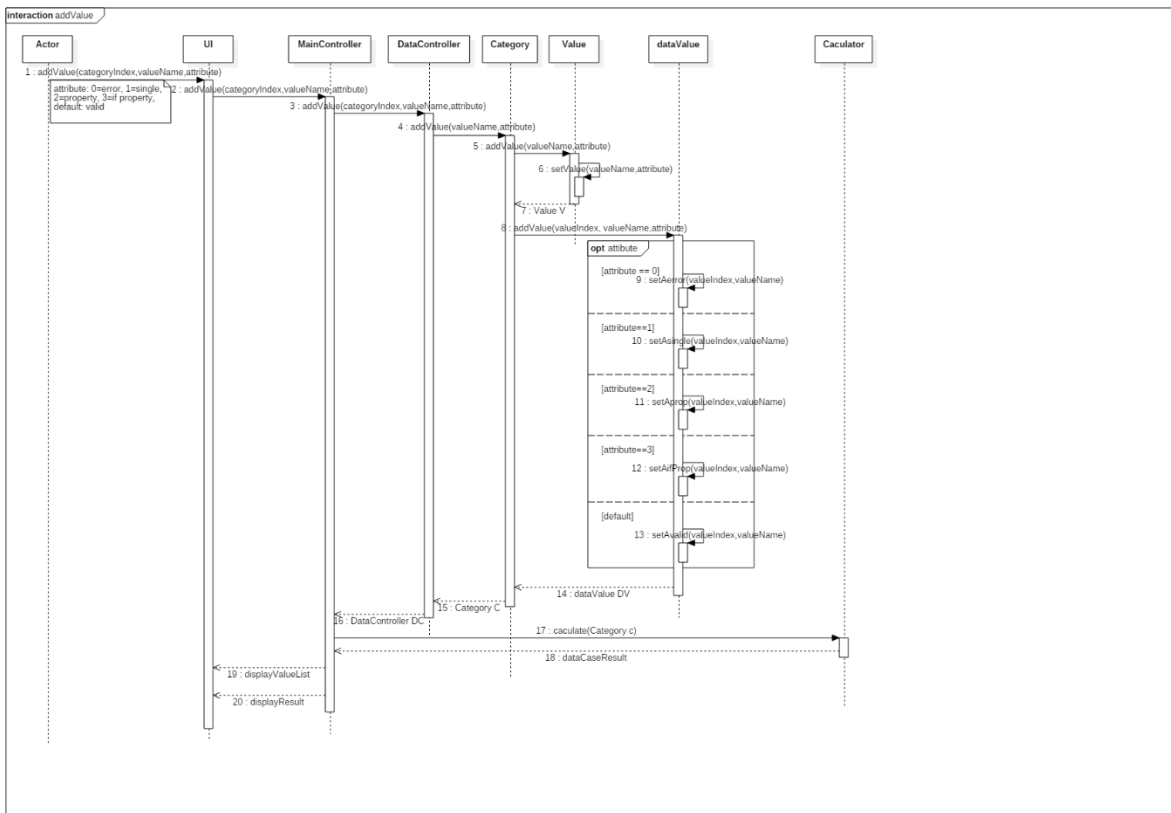 interaction addValue
Actor
UI
MainController
DataController
Category
Value
dataValue
Caculator
1 : addValue(categoryIndex,valueName,attribute)
attribute: 0=error, 1=single,
2=property, 3=if property,
default: valid
2 : addValue(categoryIndex,valueName,attribute)
3 : addValue(categoryIndex,valueName,attribute)
4 : addValue(valueName,attribute)
5 : addValue(valueName,attribute)
6 : setValue(valueName,attribute)
7 : Value V
8 : addValue(valueIndex, valueName,attribute)
opt attibute
[attribute == 0]
9 : setAerror(valueIndex,valueName)
[attribute==1]
10 : setAsingle(valueIndex,valueName)
[attribute==2]
11 : setAprop(valueIndex,valueName)
[attribute==3]
12 : setAifProp(valueIndex,valueName)
[default]
13 : setAvalid(valueIndex,valueName)
14 : dataValue DV
15 : Category C
16 : DataController DC
17 : caculate(Category c)
18 : dataCaseResult
19 : displayValueList
20 : displayResult